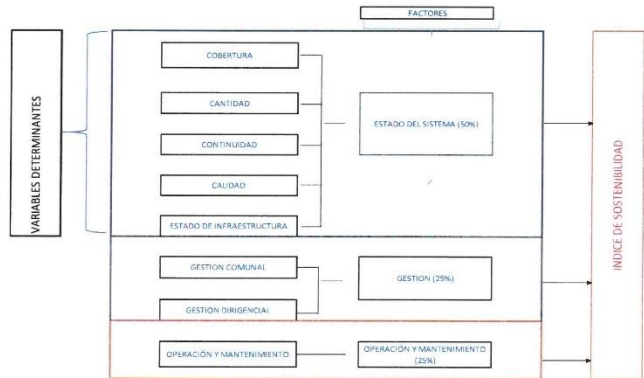 FACTORES
VARIABLES DETERMINANTES
COBERTURA
CANTIDAD
CONTINUIDAD
CALIDAD
ESTADO DE INFRAESTRUCTURA
ESTADO DEL SISTEMA (50%)
GESTION COMUNAL
GESTION DIRIGENCIAL
GESTION (25%)
OPERACIÓN Y MANTENIMIENTO
OPERACIÓN Y MANTENIMIENTO
(25%)
INDICE DE SOSTENIBILIDAD